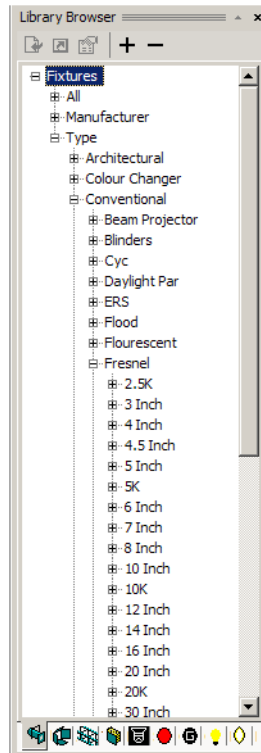 Library Browser
Fixtures
All
Manufacturer
Type
Architectural
Colour Changer
Conventional
Beam Projector
Blinders
Cyc
Daylight Par
ERS
Flood
Flourescent
Fresnel
2.5K
3 Inch
4 Inch
4.5 Inch
5 Inch
5K
6 Inch
7 Inch
8 Inch
10 Inch
10K
12 Inch
14 Inch
16 Inch
20 Inch
20K
30 Inch